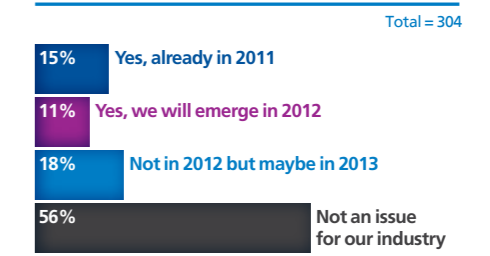 Total = 304
15% Yes, already in 2011
11% Yes, we will emerge in 2012
18% Not in 2012 but maybe in 2013
56% Not an issue
for our industry